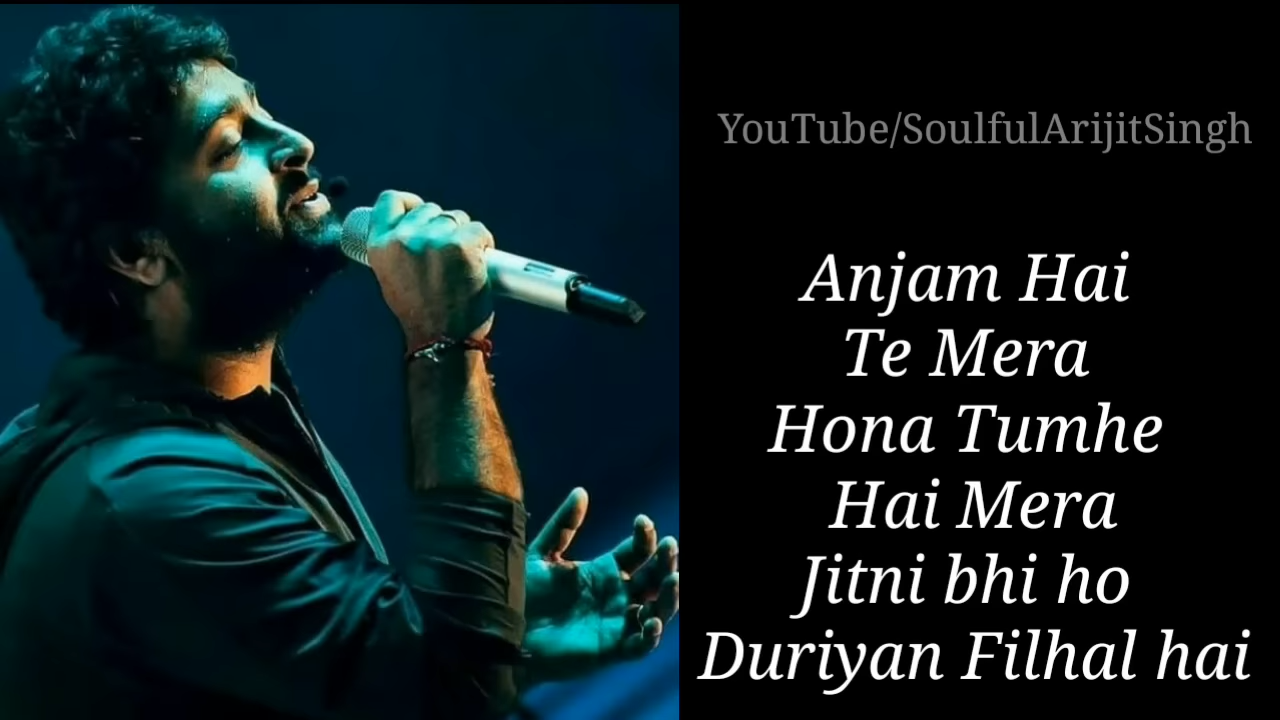 YouTube/SoulfulArijitSingh
Anjam Hai
Te Mera
Hona Tumhe
Hai Mera
Jitni bhi ho
Duriyan Filhal hai